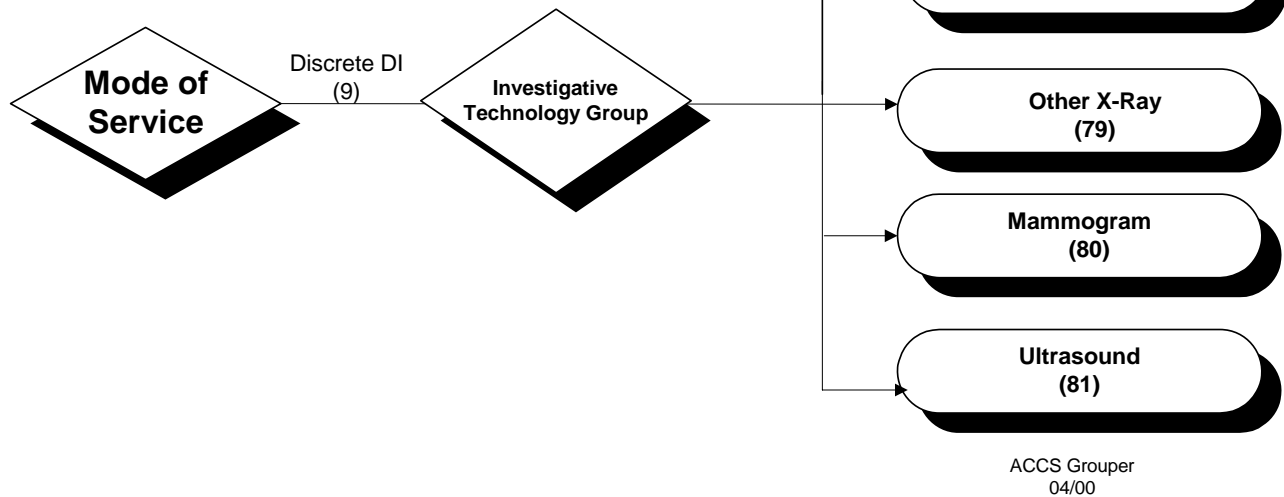 Mode of
Service
Discrete DI
(9)
Investigative
Technology Group
Other X-Ray
(79)
Mammogram
(80)
Ultrasound
(81)
ACCS Grouper
04/00